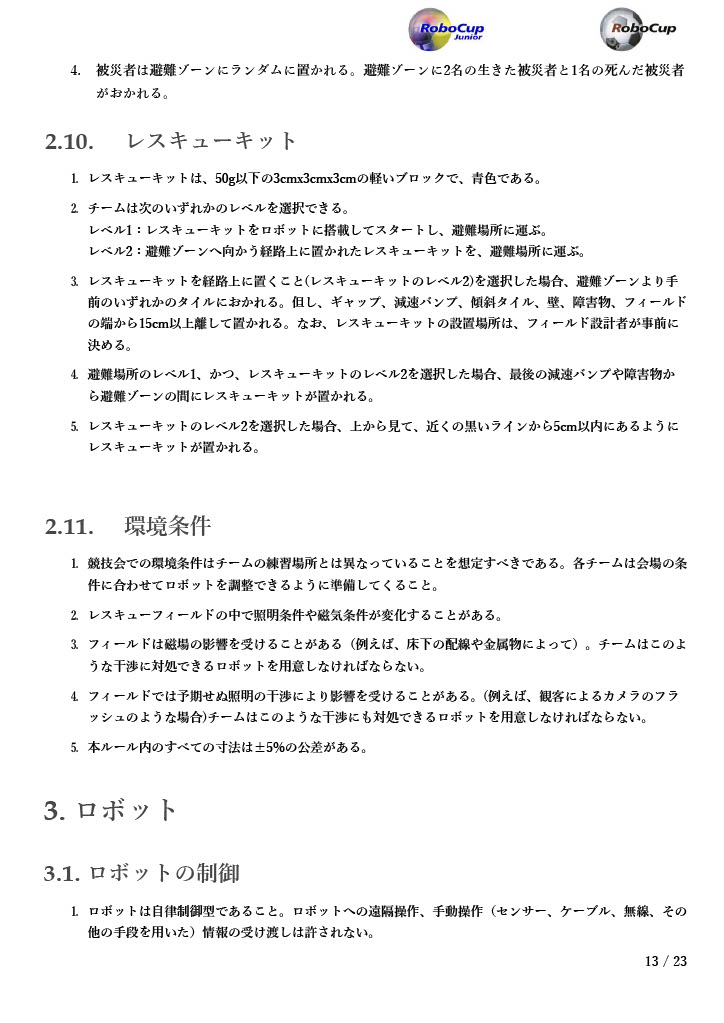 RoboCup
Junior
RoboCup
4. 被災者は避難ゾーンにランダムに置かれる。避難ゾーンに2名の生きた被災者と1名の死んだ被災者
がおかれる。
2.10. レスキューキット
1. レスキューキットは、50g以下の3cmx3cmx3cmの軽いブロックで、青色である。
2. チームは次のいずれかのレベルを選択できる。
レベル1：レスキューキットをロボットに搭載してスタートし、避難場所に運ぶ。
レベル2：避難ゾーンへ向かう経路上に置かれたレスキューキットを、避難場所に運ぶ。
3. レスキューキットを経路上に置くこと(レスキューキットのレベル2)を選択した場合、避難ゾーンより手
前のいずれかのタイルにおかれる。但し、ギャップ、減速バンプ、傾斜タイル、壁、障害物、フィールド
の端から15cm以上離して置かれる。なお、レスキューキットの設置場所は、フィールド設計者が事前に
決める。
4. 避難場所のレベル1、かつ、レスキューキットのレベル2を選択した場合、最後の減速バンプや障害物か
ら避難ゾーンの間にレスキューキットが置かれる。
5. レスキューキットのレベル2を選択した場合、上から見て、近くの黒いラインから5cm以内にあるように
レスキューキットが置かれる。
2.11. 環境条件
1. 競技会での環境条件はチームの練習場所とは異なっていることを想定すべきである。各チームは会場の条
件に合わせてロボットを調整できるように準備してくること。
2. レスキューフィールドの中で照明条件や磁気条件が変化することがある。
3. フィールドは磁場の影響を受けることがある（例えば、床下の配線や金属物によって）。チームはこのよ
うな干渉に対処できるロボットを用意しなければならない。
4. フィールドでは予期せぬ照明の干渉により影響を受けることがある。(例えば、観客によるカメラのフラ
ッシュのような場合)チームはこのような干渉にも対処できるロボットを用意しなければならない。
5. 本ルール内のすべての寸法は±5%の公差がある。
3. ロボット
3.1. ロボットの制御
1. ロボットは自律制御型であること。ロボットへの遠隔操作、手動操作（センサー、ケーブル、無線、その
他の手段を用いた）情報の受け渡しは許されない。
13 / 23